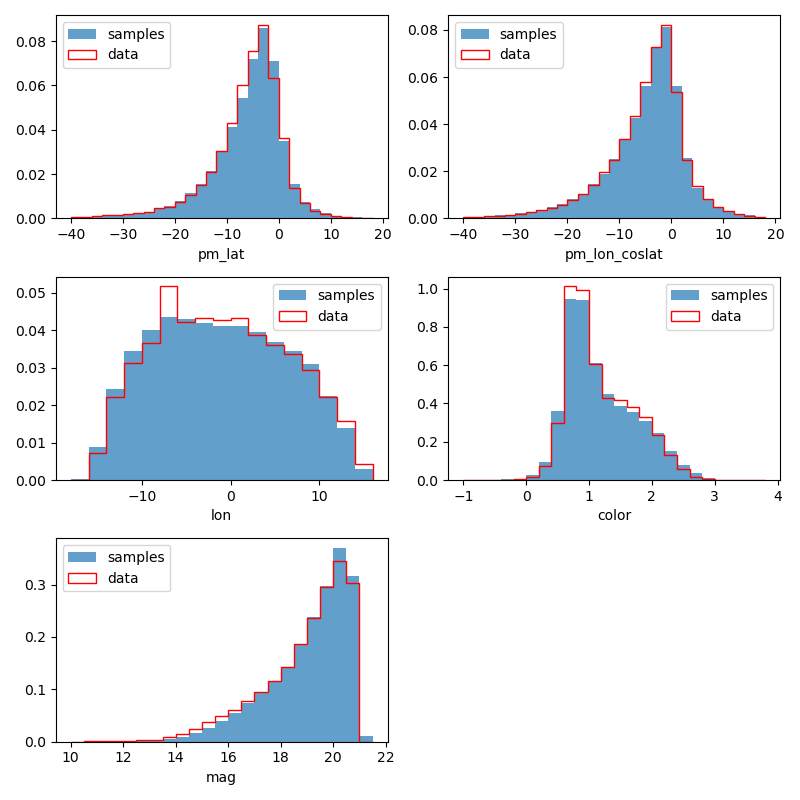 samples
data
0.08
0.06
0.04
0.02
0.00
−40 −30 −20 −10 0 10 20
pm_lat
samples
data
0.08
0.06
0.04
0.02
0.00
−40 −30 −20 −10 0 10 20
pm_lon_coslat
samples
data
0.05
0.04
0.03
0.02
0.01
0.00
−10 0 10
lon
samples
data
1.0
0.8
0.6
0.4
0.2
0.0
−1 0 1 2 3 4
color
samples
data
0.3
0.2
0.1
0.0
10 12 14 16 18 20 22
mag